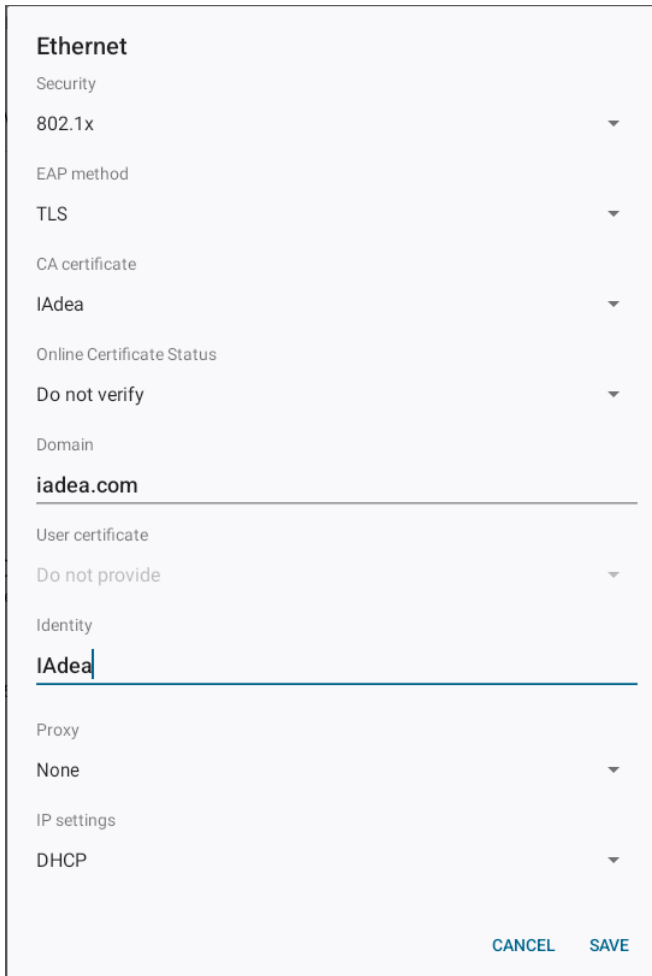 Ethernet
Security
802.1x
EAP method
TLS
CA certificate
IAdea
Online Certificate Status
Do not verify
Domain
iadea.com
User certificate
Do not provide
Identity
IAdea
Proxy
None
IP settings
DHCP
CANCEL SAVE